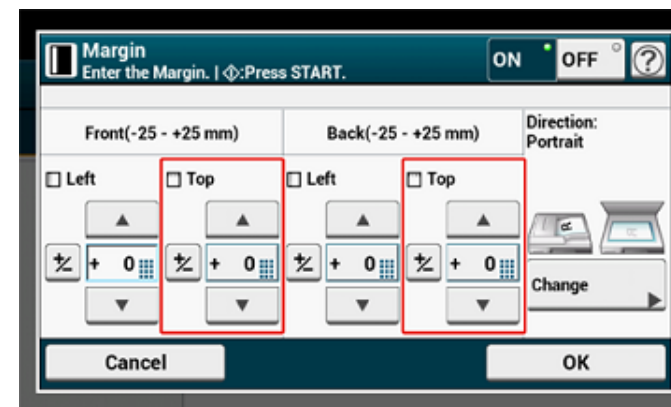 Margin
Enter the Margin. | :Press START.
ON
OFF
?
Front(-25 - +25 mm)
Back(-25 - +25 mm)
Direction:
Portrait
Left
Top
Left
Top
+ 0
+ 0
+ 0
+ 0
Change
Cancel
OK